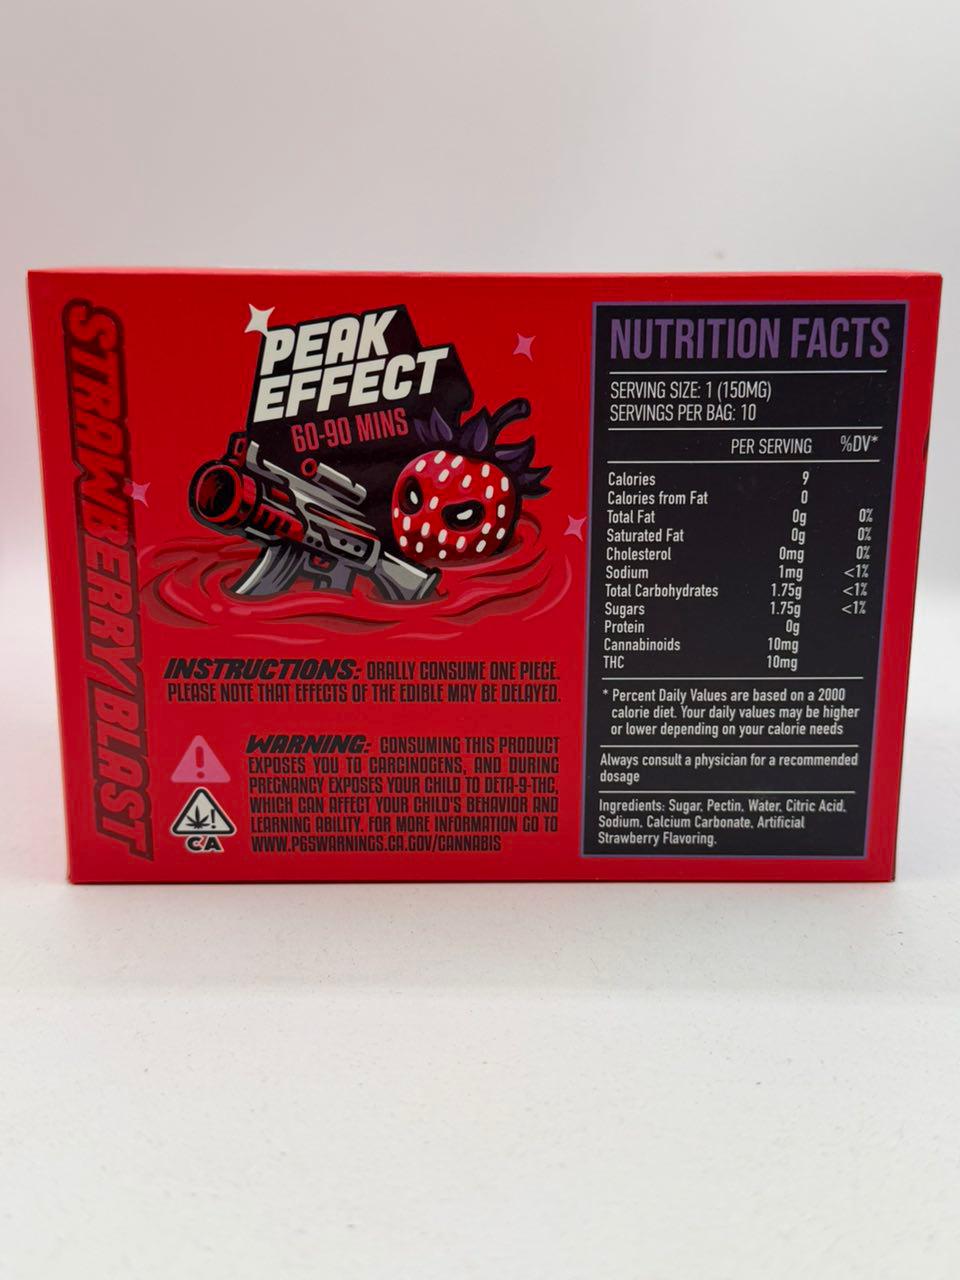 STRAWBERRY BLAST
PEAK
EFFECT
60-90 MINS
INSTRUCTIONS: ORALLY CONSUME ONE PIECE.
PLEASE NOTE THAT EFFECTS OF THE EDIBLE MAY BE DELAYED.
WARNING: CONSUMING THIS PRODUCT
EXPOSES YOU TO CARCINOGENS, AND DURING
PREGNANCY EXPOSES YOUR CHILD TO DETA-9-THC,
WHICH CAN AFFECT YOUR CHILD'S BEHAVIOR AND
LEARNING ABILITY. FOR MORE INFORMATION GO TO
WWW.P65WARNINGS.CA.GOV/CANNABIS
!
!
CA
NUTRITION FACTS
SERVING SIZE: 1 (150MG)
SERVINGS PER BAG: 10
PER SERVING %DV*
Calories 9
Calories from Fat 0
Total Fat 0g 0%
Saturated Fat 0g 0%
Cholesterol 0mg 0%
Sodium 1mg <1%
Total Carbohydrates 1.75g <1%
Sugars 1.75g <1%
Protein 0g
Cannabinoids 10mg
THC 10mg
* Percent Daily Values are based on a 2000
calorie diet. Your daily values may be higher
or lower depending on your calorie needs
Always consult a physician for a recommended
dosage
Ingredients: Sugar, Pectin, Water, Citric Acid,
Sodium, Calcium Carbonate, Artificial
Strawberry Flavoring.